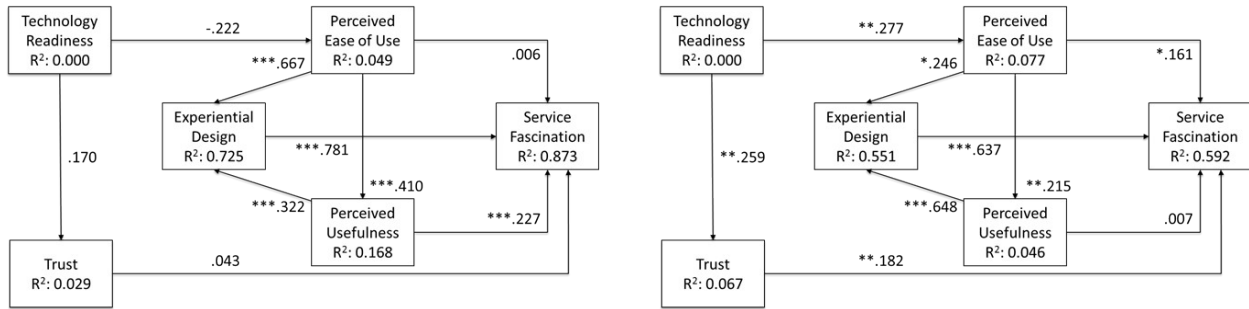 Technology
Readiness
R²: 0.000
-.222
Perceived
Ease of Use
R²: 0.049
***.667
.006
Experiential
Design
R²: 0.725
***.781
Service
Fascination
R²: 0.873
.170
***.410
***.322
Perceived
Usefulness
R²: 0.168
***.227
Trust
R²: 0.029
.043
Technology
Readiness
R²: 0.000
**.277
Perceived
Ease of Use
R²: 0.077
*.246
*.161
Experiential
Design
R²: 0.551
***.637
Service
Fascination
R²: 0.592
**.259
**.215
***.648
Perceived
Usefulness
R²: 0.046
.007
Trust
R²: 0.067
**.182